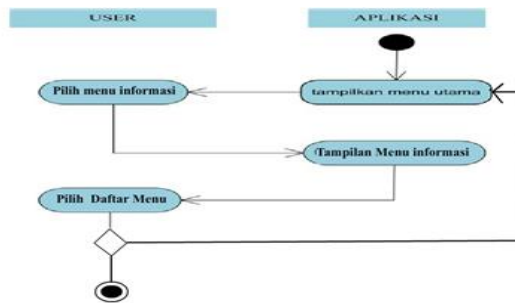 USER
APLIKASI
tampilkan menu utama
Pilih menu informasi
Tampilan Menu informasi
Pilih Daftar Menu